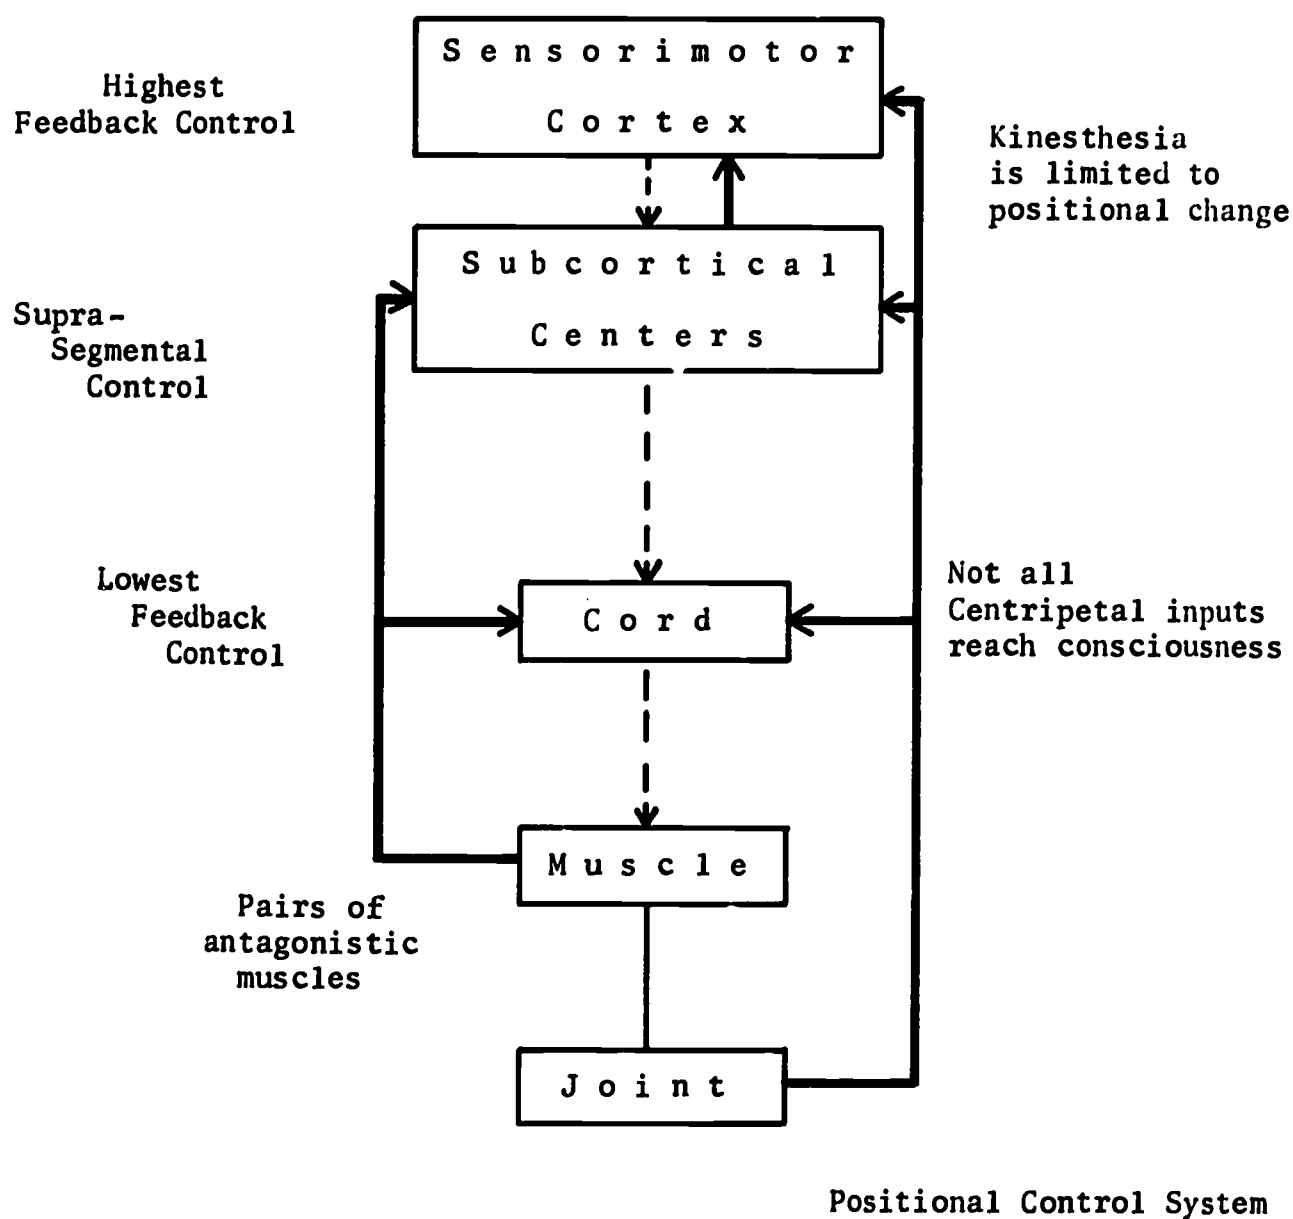 Sensorimotor
Cortex
Highest
Feedback Control
Kinesthesia
is limited to
positional change
Subcortical
Centers
Supra-
Segmental
Control
Lowest
Feedback
Control
Cord
Not all
Centripetal inputs
reach consciousness
Muscle
Pairs of
antagonistic
muscles
Joint
Positional Control System